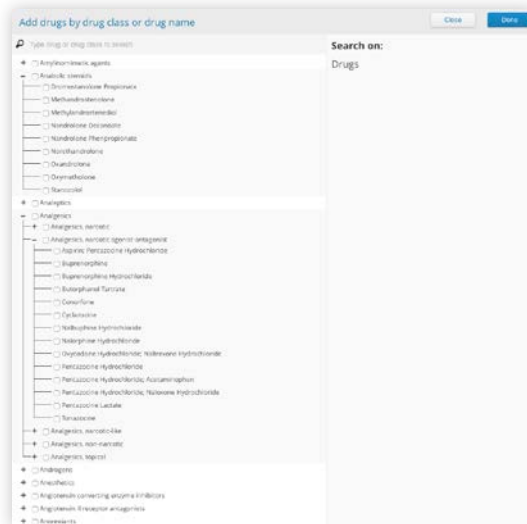 Add drugs by drug class or drug name
Close
Done
Type drug or drug class to search
Search on:
Drugs
Amylinomimetic agents
Anabolic steroids
Dromostanolone Propionate
Methandrostenolone
Methylandrostenediol
Nandrolone Decanoate
Nandrolone Phenpropionate
Norethandrolone
Oxandrolone
Oxymetholone
Stanozolol
Analeptics
Analgesics
Analgesics, narcotic
Analgesics, narcotic agonist-antagonist
Aspirin; Pentazocine Hydrochloride
Buprenorphine
Buprenorphine Hydrochloride
Butorphanol Tartrate
Conorfone
Cyclazocine
Nalbuphine Hydrochloride
Nalorphine Hydrochloride
Oxycodone Hydrochloride; Naltrexone Hydrochloride
Pentazocine Hydrochloride
Pentazocine Hydrochloride; Acetaminophen
Pentazocine Hydrochloride; Naloxone Hydrochloride
Pentazocine Lactate
Tonazocine
Analgesics, narcotic-like
Analgesics, non-narcotic
Analgesics, topical
Androgens
Anesthetics
Angiotensin converting enzyme inhibitors
Angiotensin II receptor antagonists
Anorexiants